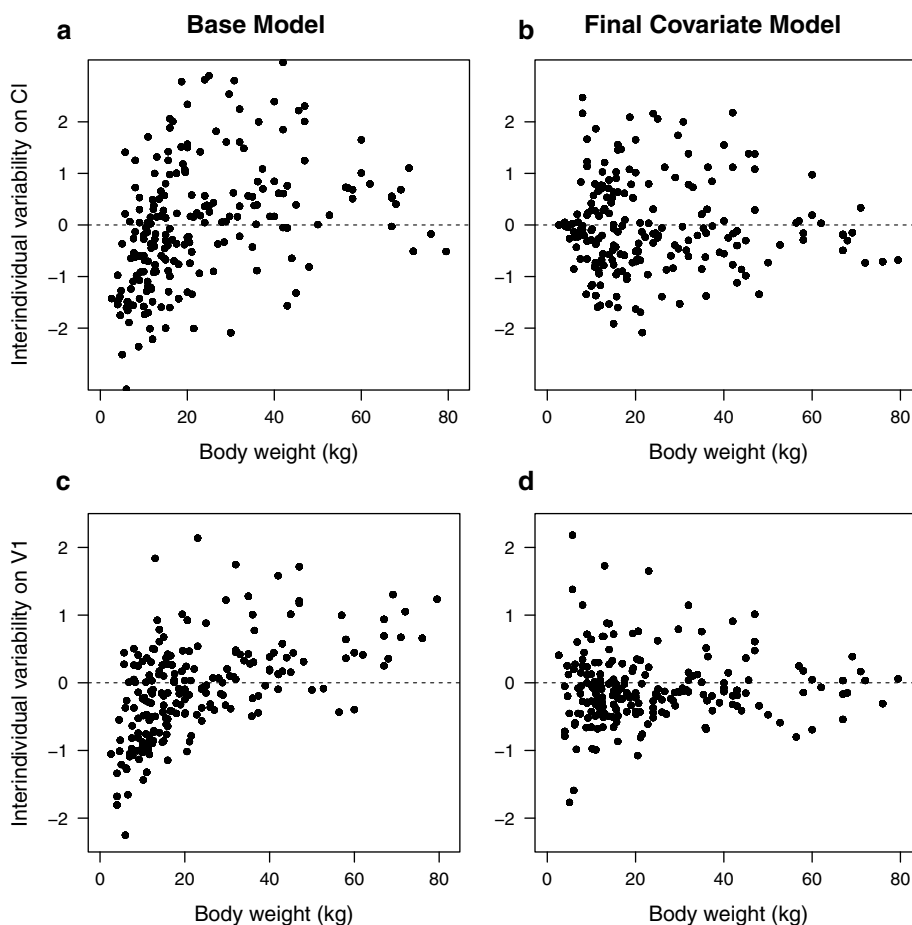 a Base Model
b Final Covariate Model
Interindividual variability on Cl
2
1
0
−1
−2
0 20 40 60 80
Body weight (kg)
2
1
0
−1
−2
0 20 40 60 80
Body weight (kg)
c
d
Interindividual variability on V1
2
1
0
−1
−2
0 20 40 60 80
Body weight (kg)
2
1
0
−1
−2
0 20 40 60 80
Body weight (kg)